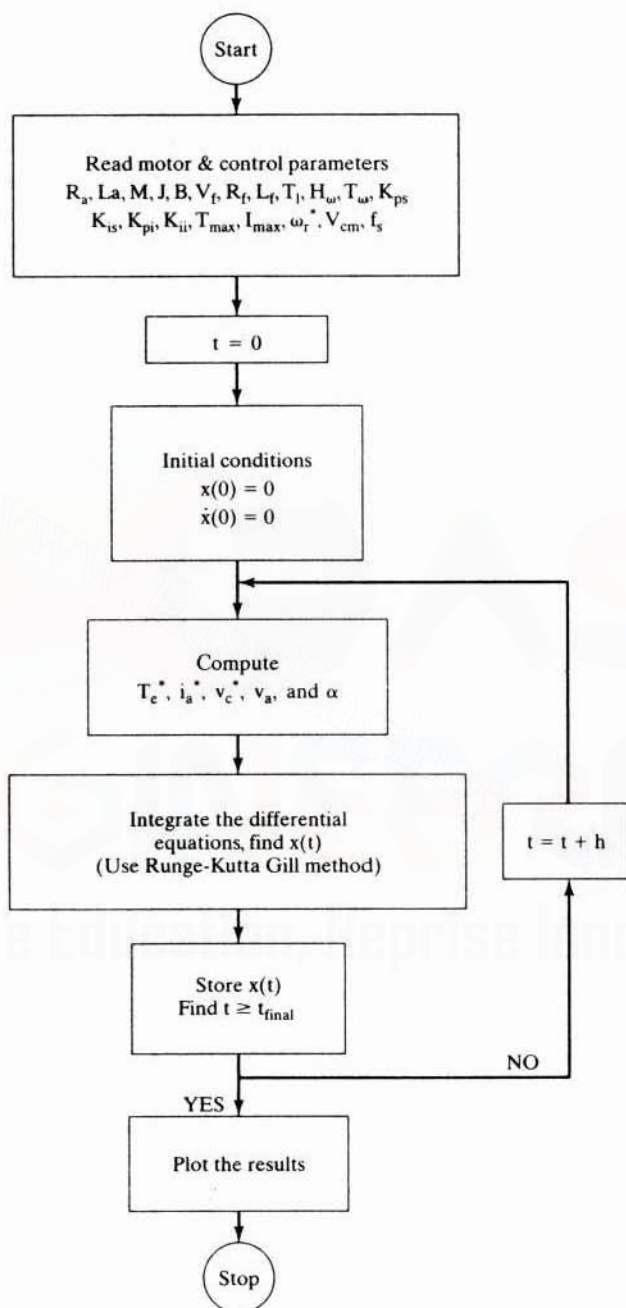 Start
Read motor & control parameters
Rₐ, La, M, J, B, V_f, R_f, L_f, T_l, H_ω, T_ω, K_ps
K_is, K_pi, K_ii, T_max, I_max, ω_r*, V_cm, f_s
t = 0
Initial conditions
x(0) = 0
ẋ(0) = 0
Compute
T_e*, i_a*, v_c*, v_a, and α
Integrate the differential
equations, find x(t)
(Use Runge-Kutta Gill method)
t = t + h
Store x(t)
Find t ≥ t_final
NO
YES
Plot the results
Stop